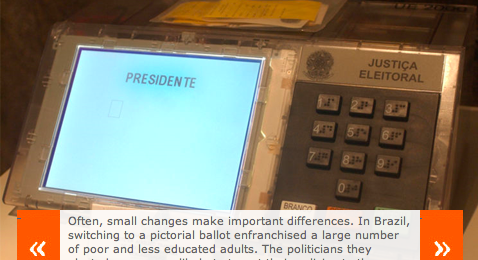 JUSTIÇA
ELEITORAL
PRESIDENTE
1 2 3
4 5 6
7 8 9
0
BRANCO
Often, small changes make important differences. In Brazil,
switching to a pictorial ballot enfranchised a large number
of poor and less educated adults. The politicians they
« »